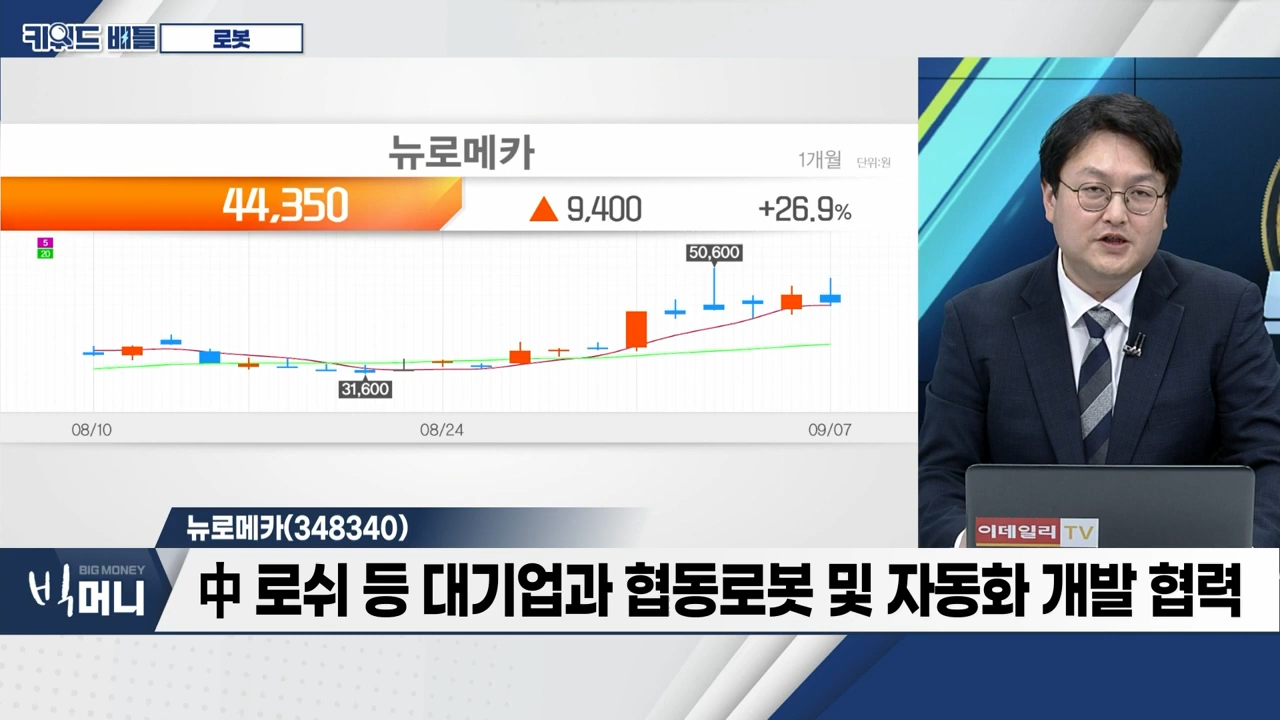 키워드 배틀 로봇
뉴로메카
1개월 단위:원
44,350 ▲ 9,400 +26.9%
5
20
50,600
31,600
08/10 08/24 09/07
이데일리TV
뉴로메카(348340)
BIG MONEY
빅머니
中 로쉬 등 대기업과 협동로봇 및 자동화 개발 협력